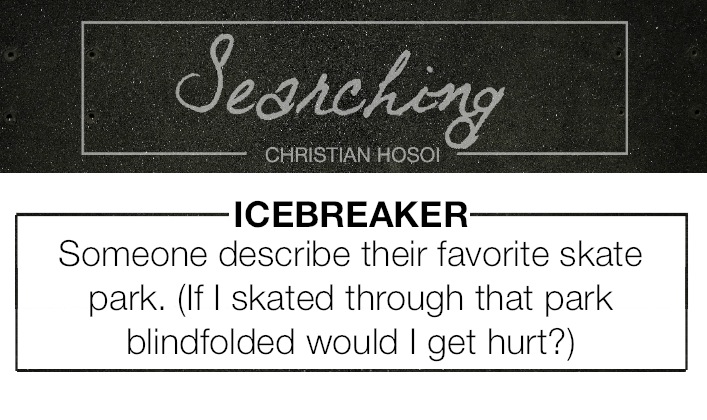 Searching
CHRISTIAN HOSOI
ICEBREAKER
Someone describe their favorite skate
park. (If I skated through that park
blindfolded would I get hurt?)